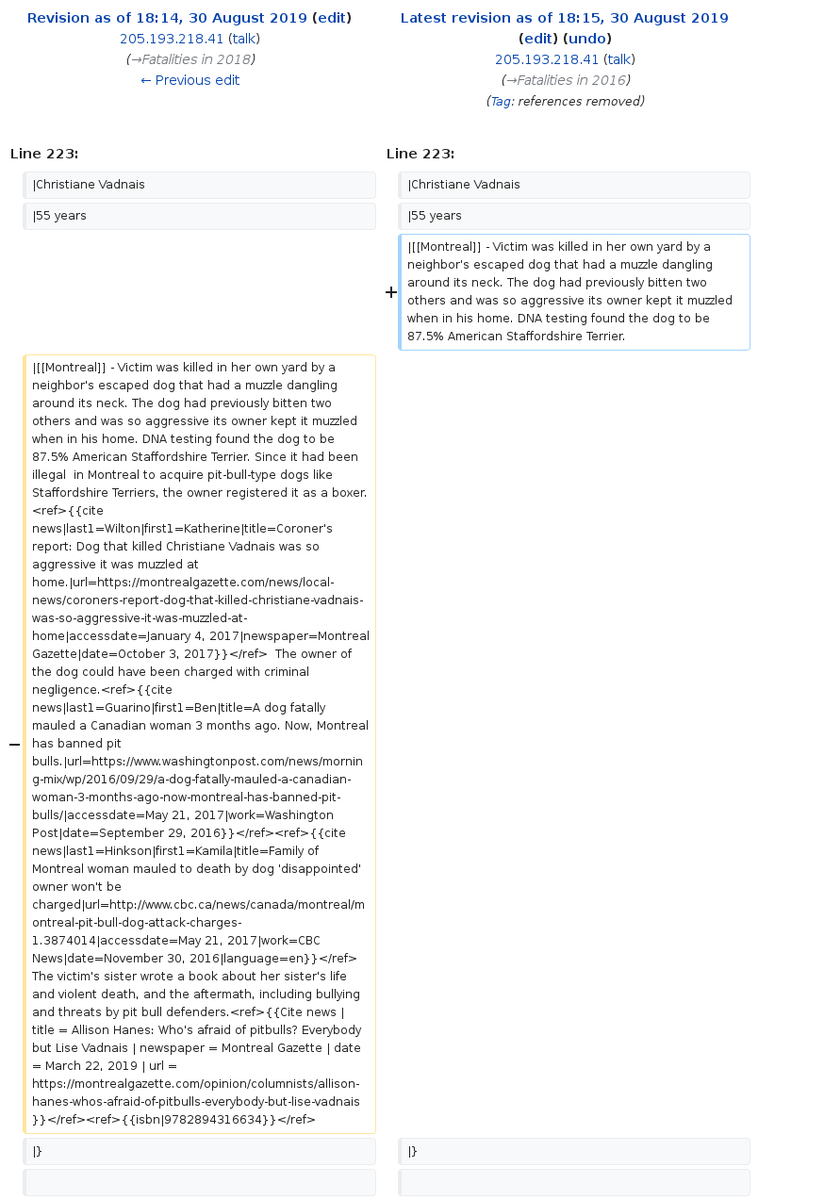 Revision as of 18:14, 30 August 2019 (edit)
205.193.218.41 (talk)
(→Fatalities in 2018)
← Previous edit
Latest revision as of 18:15, 30 August 2019
(edit) (undo)
205.193.218.41 (talk)
(→Fatalities in 2016)
(Tag: references removed)
Line 223:
Line 223:
|Christiane Vadnais
|Christiane Vadnais
|55 years
|55 years
+
|[[Montreal]] - Victim was killed in her own yard by a
neighbor's escaped dog that had a muzzle dangling
around its neck. The dog had previously bitten two
others and was so aggressive its owner kept it muzzled
when in his home. DNA testing found the dog to be
87.5% American Staffordshire Terrier.
−
|[[Montreal]] - Victim was killed in her own yard by a
neighbor's escaped dog that had a muzzle dangling
around its neck. The dog had previously bitten two
others and was so aggressive its owner kept it muzzled
when in his home. DNA testing found the dog to be
87.5% American Staffordshire Terrier. Since it had been
illegal  in Montreal to acquire pit-bull-type dogs like
Staffordshire Terriers, the owner registered it as a boxer.
<ref>{{cite
news|last1=Wilton|first1=Katherine|title=Coroner's
report: Dog that killed Christiane Vadnais was so
aggressive it was muzzled at
home.|url=https://montrealgazette.com/news/local-
news/coroners-report-dog-that-killed-christiane-vadnais-
was-so-aggressive-it-was-muzzled-at-
home|accessdate=January 4, 2017|newspaper=Montreal
Gazette|date=October 3, 2017}}</ref>  The owner of
the dog could have been charged with criminal
negligence.<ref>{{cite
news|last1=Guarino|first1=Ben|title=A dog fatally
mauled a Canadian woman 3 months ago. Now, Montreal
has banned pit
bulls.|url=https://www.washingtonpost.com/news/mornin
g-mix/wp/2016/09/29/a-dog-fatally-mauled-a-canadian-
woman-3-months-ago-now-montreal-has-banned-pit-
bulls/|accessdate=May 21, 2017|work=Washington
Post|date=September 29, 2016}}</ref><ref>{{cite
news|last1=Hinkson|first1=Kamila|title=Family of
Montreal woman mauled to death by dog 'disappointed'
owner won't be
charged|url=http://www.cbc.ca/news/canada/montreal/m
ontreal-pit-bull-dog-attack-charges-
1.3874014|accessdate=May 21, 2017|work=CBC
News|date=November 30, 2016|language=en}}</ref>
The victim's sister wrote a book about her sister's life
and violent death, and the aftermath, including bullying
and threats by pit bull defenders.<ref>{{Cite news |
title = Allison Hanes: Who's afraid of pitbulls? Everybody
but Lise Vadnais | newspaper = Montreal Gazette | date
= March 22, 2019 | url =
https://montrealgazette.com/opinion/columnists/allison-
hanes-whos-afraid-of-pitbulls-everybody-but-lise-vadnais
}}</ref><ref>{{isbn|9782894316634}}</ref>
|}
|}